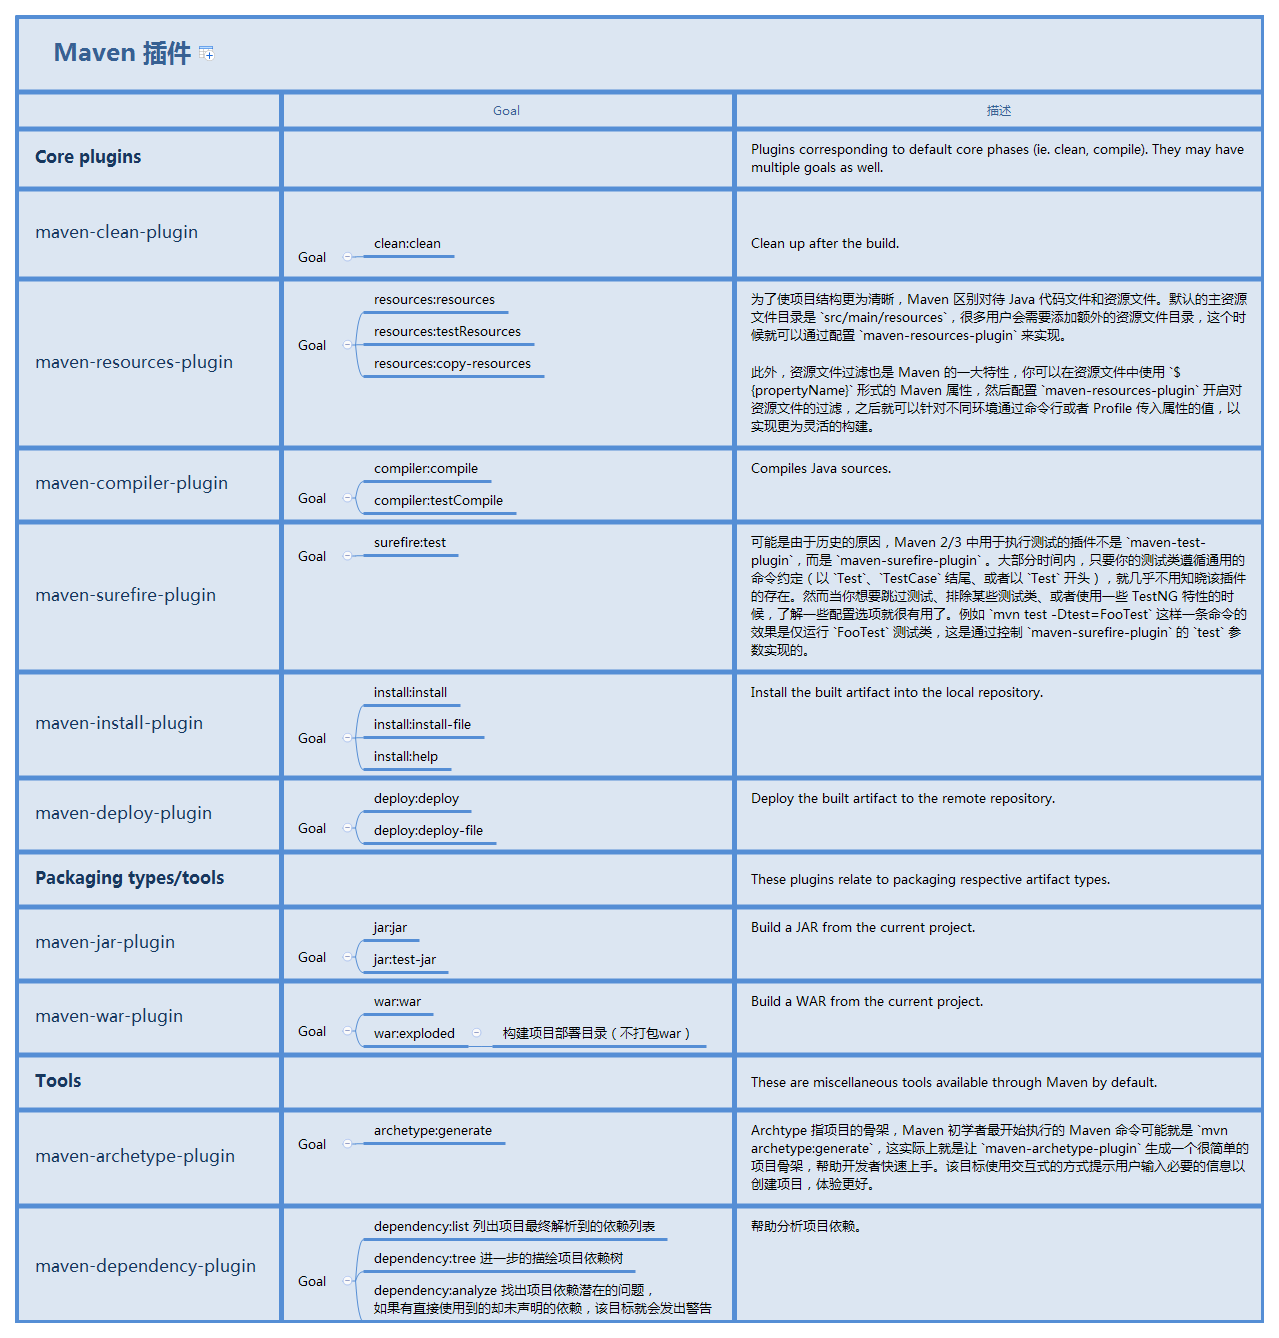 Maven 插件
Goal
描述
Core plugins
Plugins corresponding to default core phases (ie. clean, compile). They may have
multiple goals as well.
maven-clean-plugin
Goal
clean:clean
Clean up after the build.
maven-resources-plugin
Goal
resources:resources
resources:testResources
resources:copy-resources
为了使项目结构更为清晰，Maven 区别对待 Java 代码文件和资源文件。默认的主资源
文件目录是 `src/main/resources`，很多用户会需要添加额外的资源文件目录，这个时
候就可以通过配置 `maven-resources-plugin` 来实现。
此外，资源文件过滤也是 Maven 的一大特性，你可以在资源文件中使用 `$
{propertyName}` 形式的 Maven 属性，然后配置 `maven-resources-plugin` 开启对
资源文件的过滤，之后就可以针对不同环境通过命令行或者 Profile 传入属性的值，以
实现更为灵活的构建。
maven-compiler-plugin
Goal
compiler:compile
compiler:testCompile
Compiles Java sources.
maven-surefire-plugin
Goal
surefire:test
可能是由于历史的原因，Maven 2/3 中用于执行测试的插件不是 `maven-test-
plugin`，而是 `maven-surefire-plugin` 。大部分时间内，只要你的测试类遵循通用的
命令约定（以 `Test`、`TestCase` 结尾、或者以 `Test` 开头），就几乎不用知晓该插件
的存在。然而当你想要跳过测试、排除某些测试类、或者使用一些 TestNG 特性的时
候，了解一些配置选项就很有用了。例如 `mvn test -Dtest=FooTest` 这样一条命令的
效果是仅运行 `FooTest` 测试类，这是通过控制 `maven-surefire-plugin` 的 `test` 参
数实现的。
maven-install-plugin
Goal
install:install
install:install-file
install:help
Install the built artifact into the local repository.
maven-deploy-plugin
Goal
deploy:deploy
deploy:deploy-file
Deploy the built artifact to the remote repository.
Packaging types/tools
These plugins relate to packaging respective artifact types.
maven-jar-plugin
Goal
jar:jar
jar:test-jar
Build a JAR from the current project.
maven-war-plugin
Goal
war:war
war:exploded 构建项目部署目录（不打包war）
Build a WAR from the current project.
Tools
These are miscellaneous tools available through Maven by default.
maven-archetype-plugin
Goal
archetype:generate
Archtype 指项目的骨架，Maven 初学者最开始执行的 Maven 命令可能就是 `mvn
archetype:generate`，这实际上就是让 `maven-archetype-plugin` 生成一个很简单的
项目骨架，帮助开发者快速上手。该目标使用交互式的方式提示用户输入必要的信息以
创建项目，体验更好。
maven-dependency-plugin
Goal
dependency:list 列出项目最终解析到的依赖列表
dependency:tree 进一步的描绘项目依赖树
dependency:analyze 找出项目依赖潜在的问题，
如果有直接使用到的却未声明的依赖，该目标就会发出警告
帮助分析项目依赖。